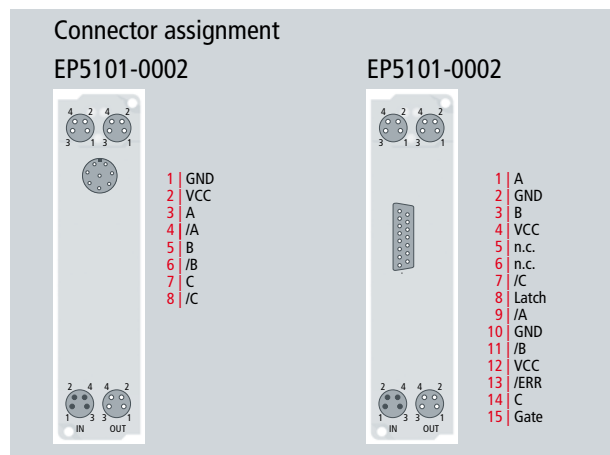 Connector assignment
EP5101-0002
4 2 4 2
3 1 3 1
1 | GND
2 | VCC
3 | A
4 | /A
5 | B
6 | /B
7 | C
8 | /C
2 4 4 2
1 3 3 1
IN OUT
EP5101-0002
4 2 4 2
3 1 3 1
1 | A
2 | GND
3 | B
4 | VCC
5 | n.c.
6 | n.c.
7 | /C
8 | Latch
9 | /A
10 | GND
11 | /B
12 | VCC
13 | /ERR
14 | C
15 | Gate
2 4 4 2
1 3 3 1
IN OUT